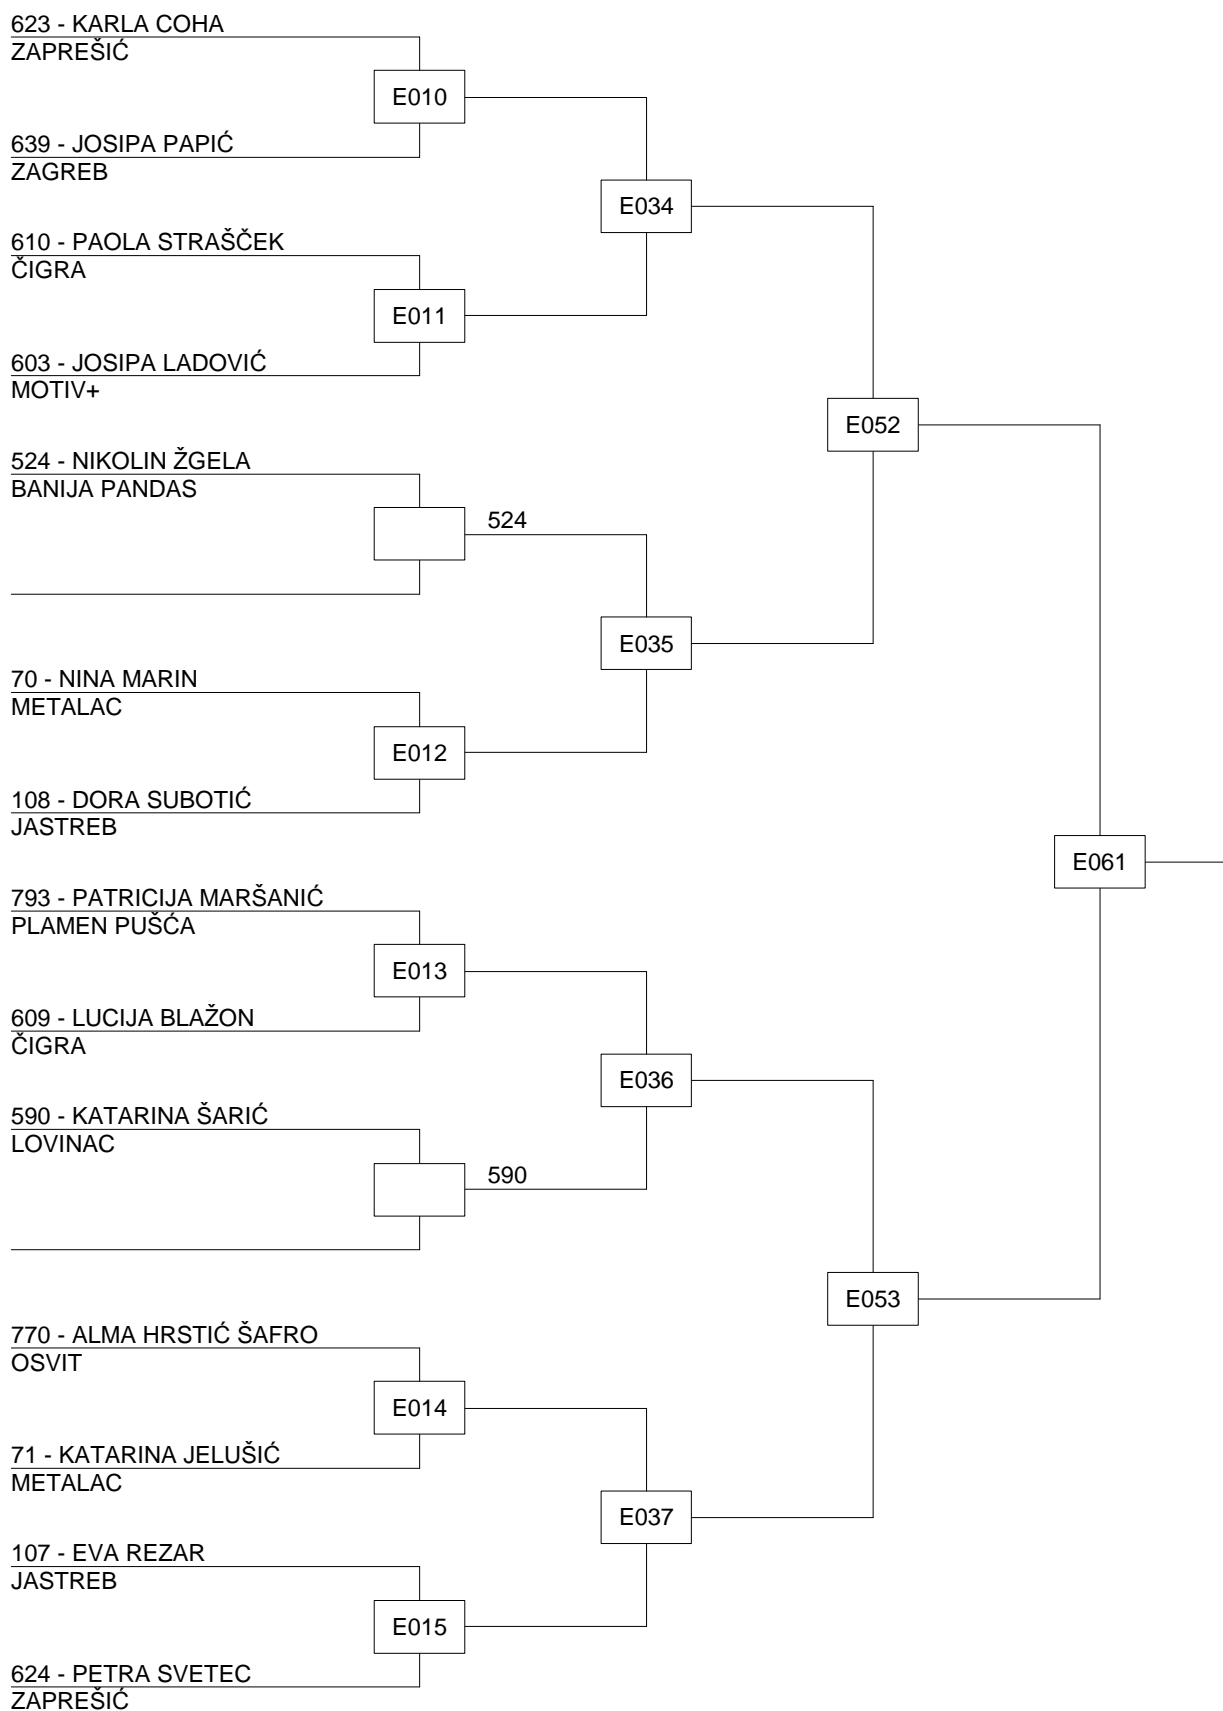 623 - KARLA COHA
ZAPREŠIĆ
E010
639 - JOSIPA PAPIĆ
ZAGREB
E034
610 - PAOLA STRAŠČEK
ČIGRA
E011
603 - JOSIPA LADOVIĆ
MOTIV+
E052
524 - NIKOLIN ŽGELA
BANIJA PANDAS
524
E035
70 - NINA MARIN
METALAC
E012
108 - DORA SUBOTIĆ
JASTREB
E061
793 - PATRICIJA MARŠANIĆ
PLAMEN PUŠĆA
E013
609 - LUCIJA BLAŽON
ČIGRA
E036
590 - KATARINA ŠARIĆ
LOVINAC
590
E053
770 - ALMA HRSTIĆ ŠAFRO
OSVIT
E014
71 - KATARINA JELUŠIĆ
METALAC
E037
107 - EVA REZAR
JASTREB
E015
624 - PETRA SVETEC
ZAPREŠIĆ